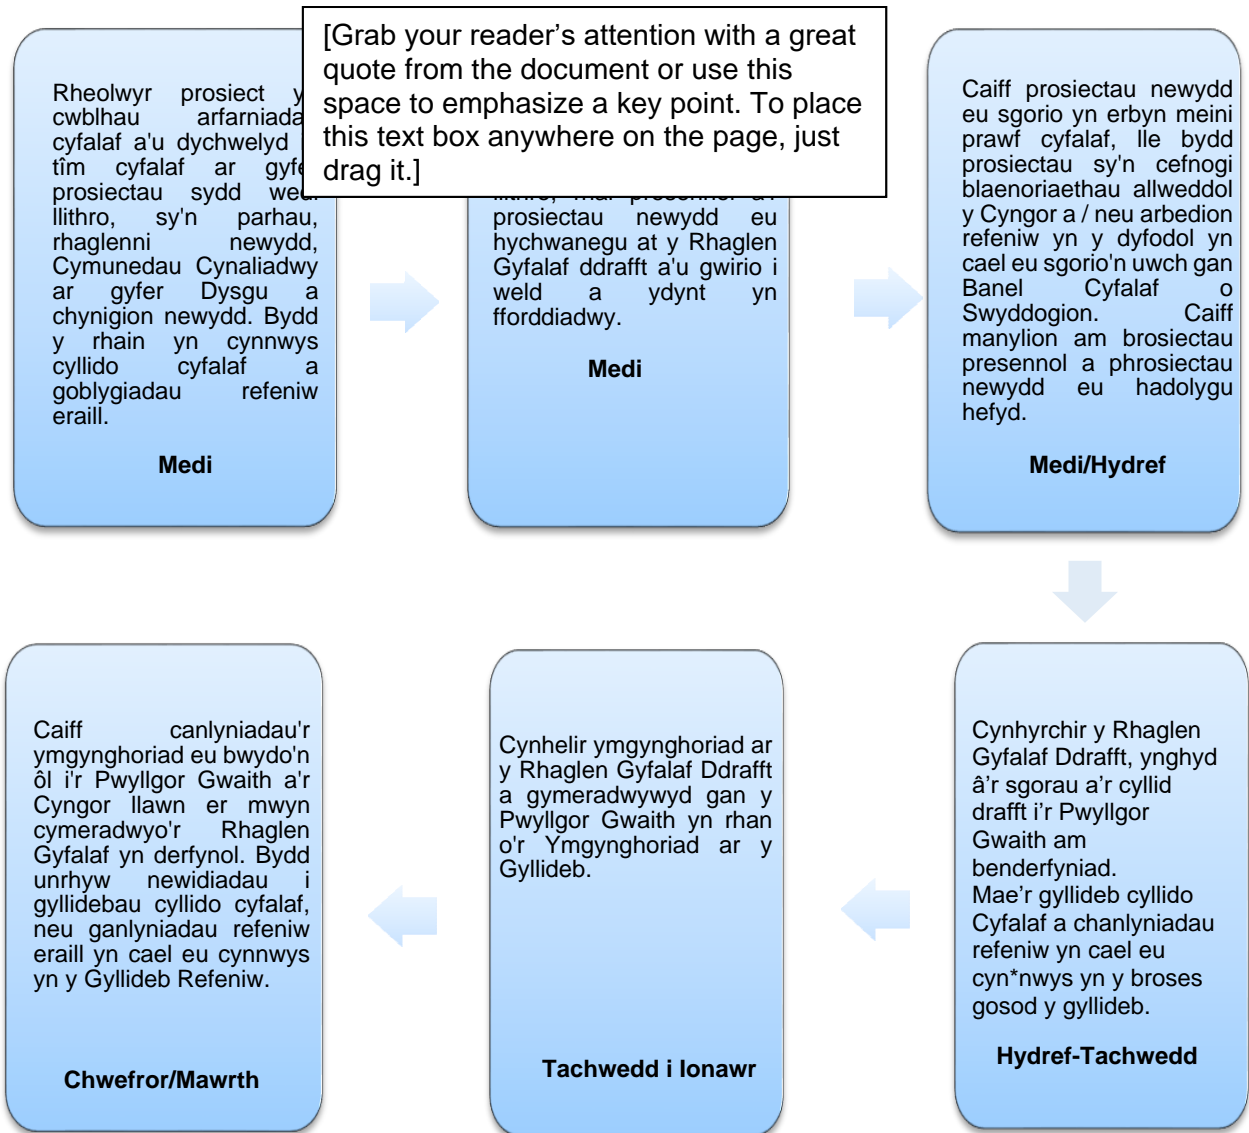 [Grab your reader's attention with a great
quote from the document or use this
space to emphasize a key point. To place
this text box anywhere on the page, just
drag it.]
Rheolwyr prosiect
cwblhau
cyfalaf a'u dychwelyd
tîm cyfalaf ar
prosiectau sydd
llithro, sy'n parhau,
rhaglenni newydd,
Cymunedau Cynaliadwy
ar gyfer Dysgu a
chynigion newydd. Bydd
y rhain yn cynnwys
cyllido cyfalaf a
goblygiadau refeniw
eraill.
Medi
prosiectau newydd eu
hychwanegu at y Rhaglen
Gyfalaf ddrafft a'u gwirio i
weld a ydynt yn
fforddiadwy.
Medi
Caiff prosiectau newydd
eu sgorio yn erbyn meini
prawf cyfalaf, lle bydd
prosiectau sy'n cefnogi
blaenoriaethau allweddol
y Cyngor a / neu arbedion
refeniw yn y dyfodol yn
cael eu sgorio'n uwch gan
Banel Cyfalaf o
Swyddogion. Caiff
manylion am brosiectau
presennol a phrosiectau
newydd eu hadolygu
hefyd.
Medi/Hydref
Cynhyrchir y Rhaglen
Gyfalaf Ddrafft, ynghyd
â'r sgorau a'r cyllid
drafft i'r Pwyllgor
Gwaith am
benderfyniad.
Mae'r gyllideb cyllido
Cyfalaf a chanlyniadau
refeniw yn cael eu
cyn*nwys yn y broses
gosod y gyllideb.
Hydref-Tachwedd
Cynhelir ymgynghoriad ar
y Rhaglen Gyfalaf Ddrafft
a gymeradwywyd gan y
Pwyllgor Gwaith yn rhan
o'r Ymgynghoriad ar y
Gyllideb.
Tachwedd i Ionawr
Caiff canlyniadau'r
ymgynghoriad eu bwydo'n
ôl i'r Pwyllgor Gwaith a'r
Cyngor llawn er mwyn
cymeradwyo'r Rhaglen
Gyfalaf yn derfynol. Bydd
unrhyw newidiadau i
gyllidebau cyllido cyfalaf,
neu ganlyniadau refeniw
eraill yn cael eu cynnwys
yn y Gyllideb Refeniw.
Chwefror/Mawrth